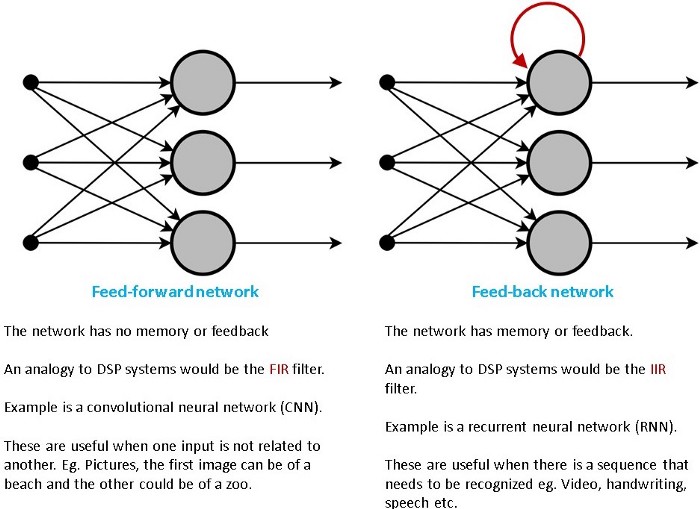 Feed-forward network
The network has no memory or feedback
An analogy to DSP systems would be the FIR filter.
Example is a convolutional neural network (CNN).
These are useful when one input is not related to
another. Eg. Pictures, the first image can be of a
beach and the other could be of a zoo.
Feed-back network
The network has memory or feedback.
An analogy to DSP systems would be the IIR
filter.
Example is a recurrent neural network (RNN).
These are useful when there is a sequence that
needs to be recognized eg. Video, handwriting,
speech etc.